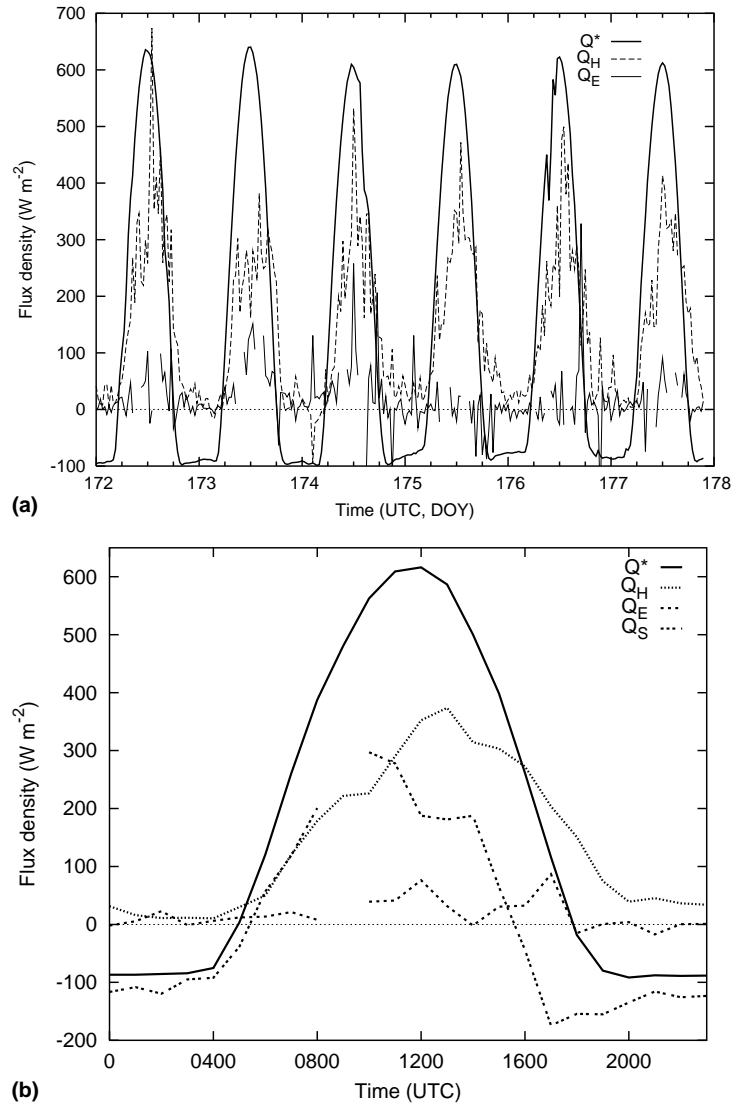 700
600
500
400
300
200
100
0
-100
Flux density (W m-2)
Q*
QH
QE
172 173 174 175 176 177 178
Time (UTC, DOY)
(a)
600
500
400
300
200
100
0
-100
-200
Flux density (W m-2)
Q*
QH
QE
QS
0 0400 0800 1200 1600 2000
Time (UTC)
(b)